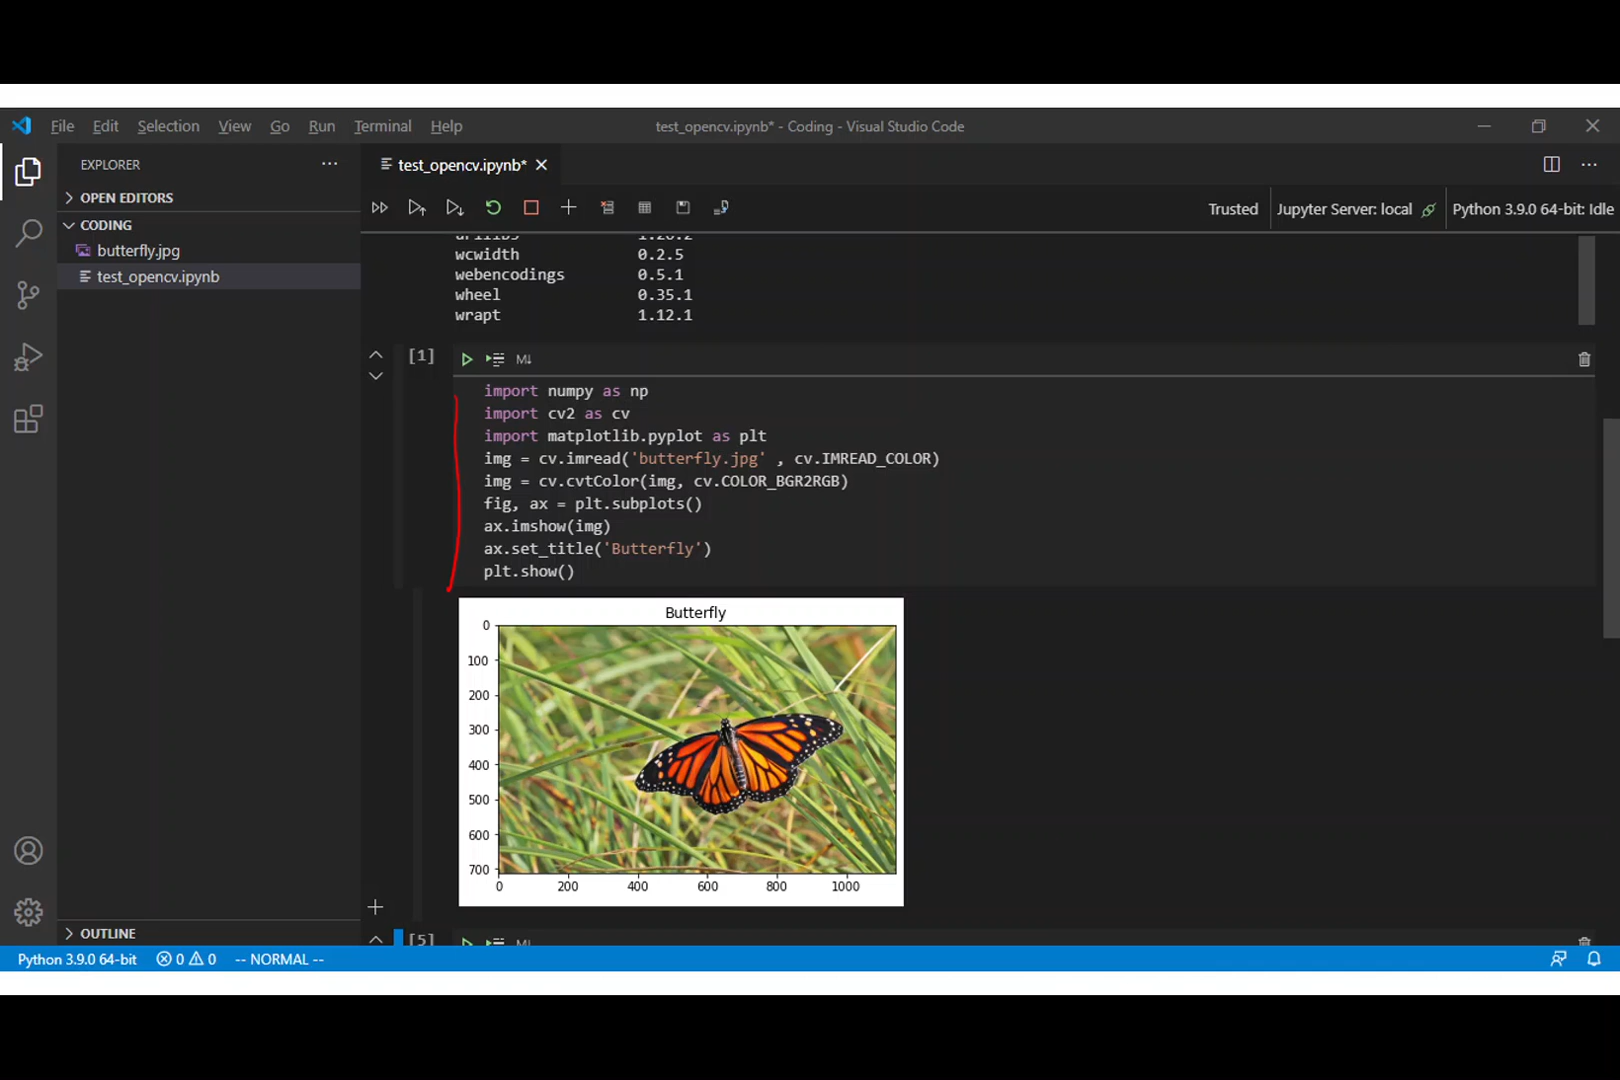 File Edit Selection View Go Run Terminal Help
test_opencv.ipynb* - Coding - Visual Studio Code
EXPLORER
test_opencv.ipynb*
OPEN EDITORS
CODING
butterfly.jpg
test_opencv.ipynb
Trusted
Jupyter Server: local
Python 3.9.0 64-bit: Idle
wcwidth 0.2.5
webencodings 0.5.1
wheel 0.35.1
wrapt 1.12.1
[1]
M↓
import numpy as np
import cv2 as cv
import matplotlib.pyplot as plt
img = cv.imread('butterfly.jpg' , cv.IMREAD_COLOR)
img = cv.cvtColor(img, cv.COLOR_BGR2RGB)
fig, ax = plt.subplots()
ax.imshow(img)
ax.set_title('Butterfly')
plt.show()
Butterfly
0
100
200
300
400
500
600
700
0 200 400 600 800 1000
[5]
OUTLINE
Python 3.9.0 64-bit 0 0 -- NORMAL --